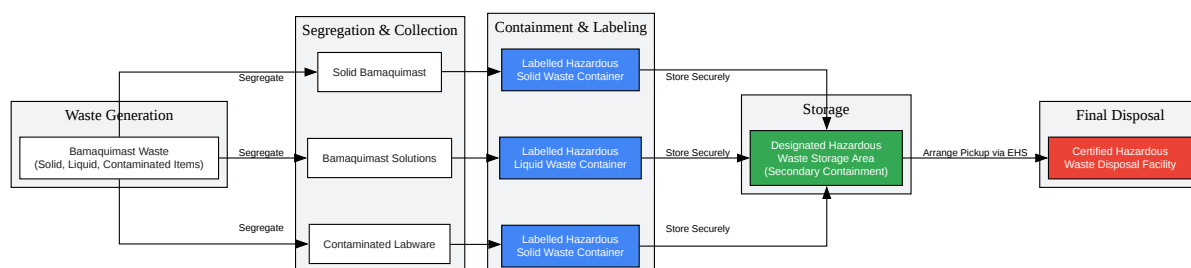 Segregation & Collection
Containment & Labeling
Solid Bamaquimast
Labelled Hazardous
Solid Waste Container
Segregate
Store Securely
Waste Generation
Storage
Final Disposal
Bamaquimast Waste
(Solid, Liquid, Contaminated Items)
Segregate
Bamaquimast Solutions
Labelled Hazardous
Liquid Waste Container
Store Securely
Designated Hazardous
Waste Storage Area
(Secondary Containment)
Arrange Pickup via EHS
Certified Hazardous
Waste Disposal Facility
Segregate
Contaminated Labware
Labelled Hazardous
Solid Waste Container
Store Securely